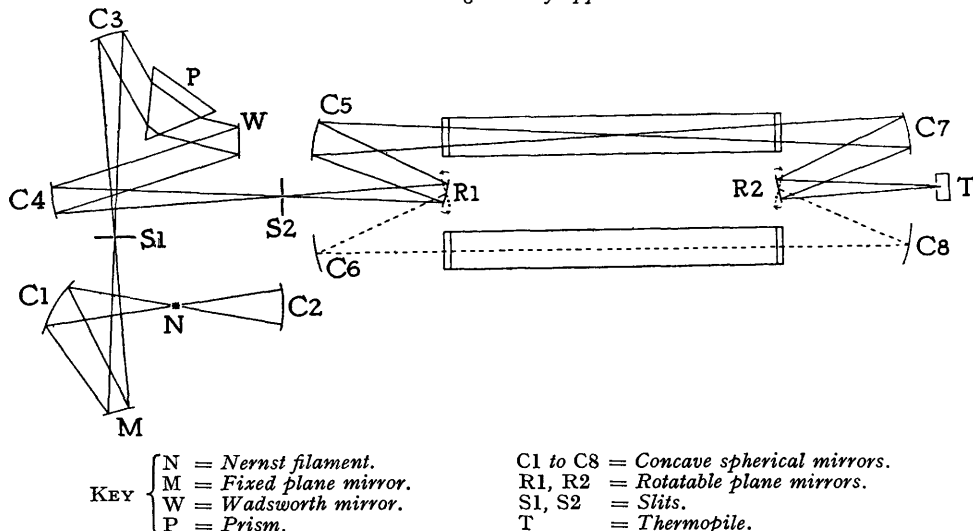 C3
P
W
C5
C7
C4
R1
R2
T
S1
S2
C6
C8
C1
N
C2
M
KEY
N = Nernst filament.
M = Fixed plane mirror.
W = Wadsworth mirror.
P = Prism.
C1 to C8 = Concave spherical mirrors.
R1, R2 = Rotatable plane mirrors.
S1, S2 = Slits.
T = Thermopile.